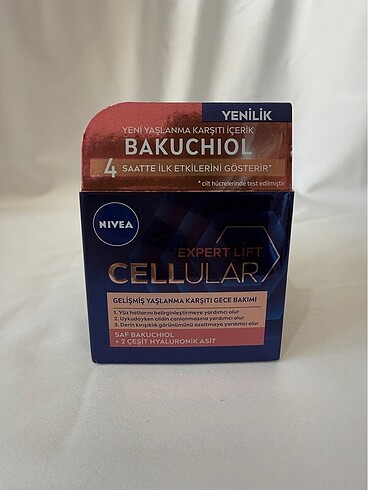 YENİLİK
YENİ YAŞLANMA KARŞITI İÇERİK
BAKUCHIOL
4 SAATTE İLK ETKİLERİNİ GÖSTERİR*
* cilt hücrelerinde test edilmiştir.
NIVEA
EXPERT LIFT
CELLULAR
GELİŞMİŞ YAŞLANMA KARŞITI GECE BAKIMI
1. Yüz hatlarını belirginleştirmeye yardımcı olur
2. Uykudayken cildin canlanmasına yardımcı olur
3. Derin kırışıklık görünümünü azaltmaya yardımcı olur
SAF BAKUCHIOL
+ 2 ÇEŞİT HYALURONİK ASİT